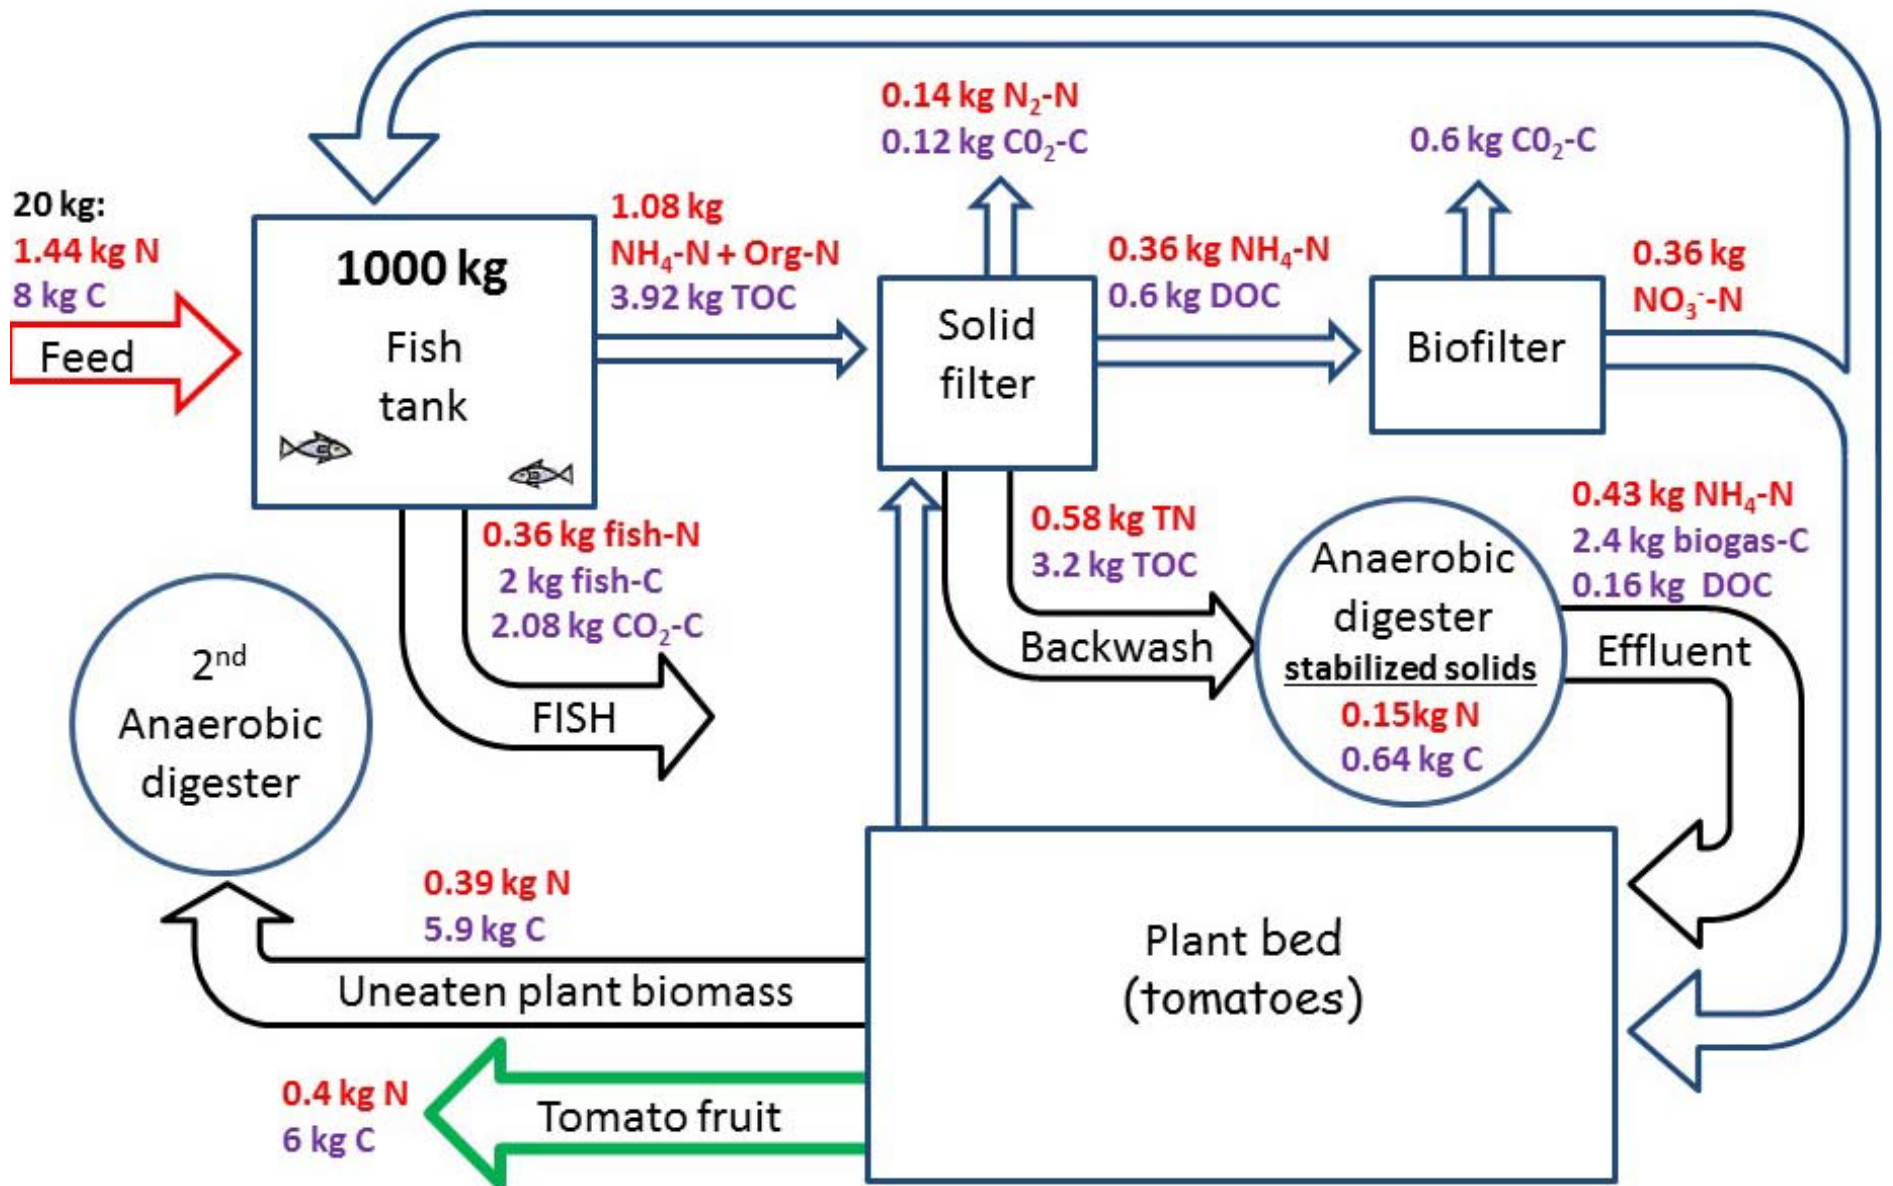 20 kg:
1.44 kg N
8 kg C
Feed
1000 kg
Fish
tank
1.08 kg
NH₄-N + Org-N
3.92 kg TOC
0.14 kg N₂-N
0.12 kg C0₂-C
Solid
filter
0.36 kg NH₄-N
0.6 kg DOC
0.6 kg C0₂-C
Biofilter
0.36 kg
NO₃⁻-N
0.36 kg fish-N
2 kg fish-C
2.08 kg CO₂-C
FISH
0.58 kg TN
3.2 kg TOC
Backwash
Anaerobic
digester
stabilized solids
0.15kg N
0.64 kg C
0.43 kg NH₄-N
2.4 kg biogas-C
0.16 kg DOC
Effluent
2nd
Anaerobic
digester
0.39 kg N
5.9 kg C
Uneaten plant biomass
Plant bed
(tomatoes)
0.4 kg N
6 kg C
Tomato fruit